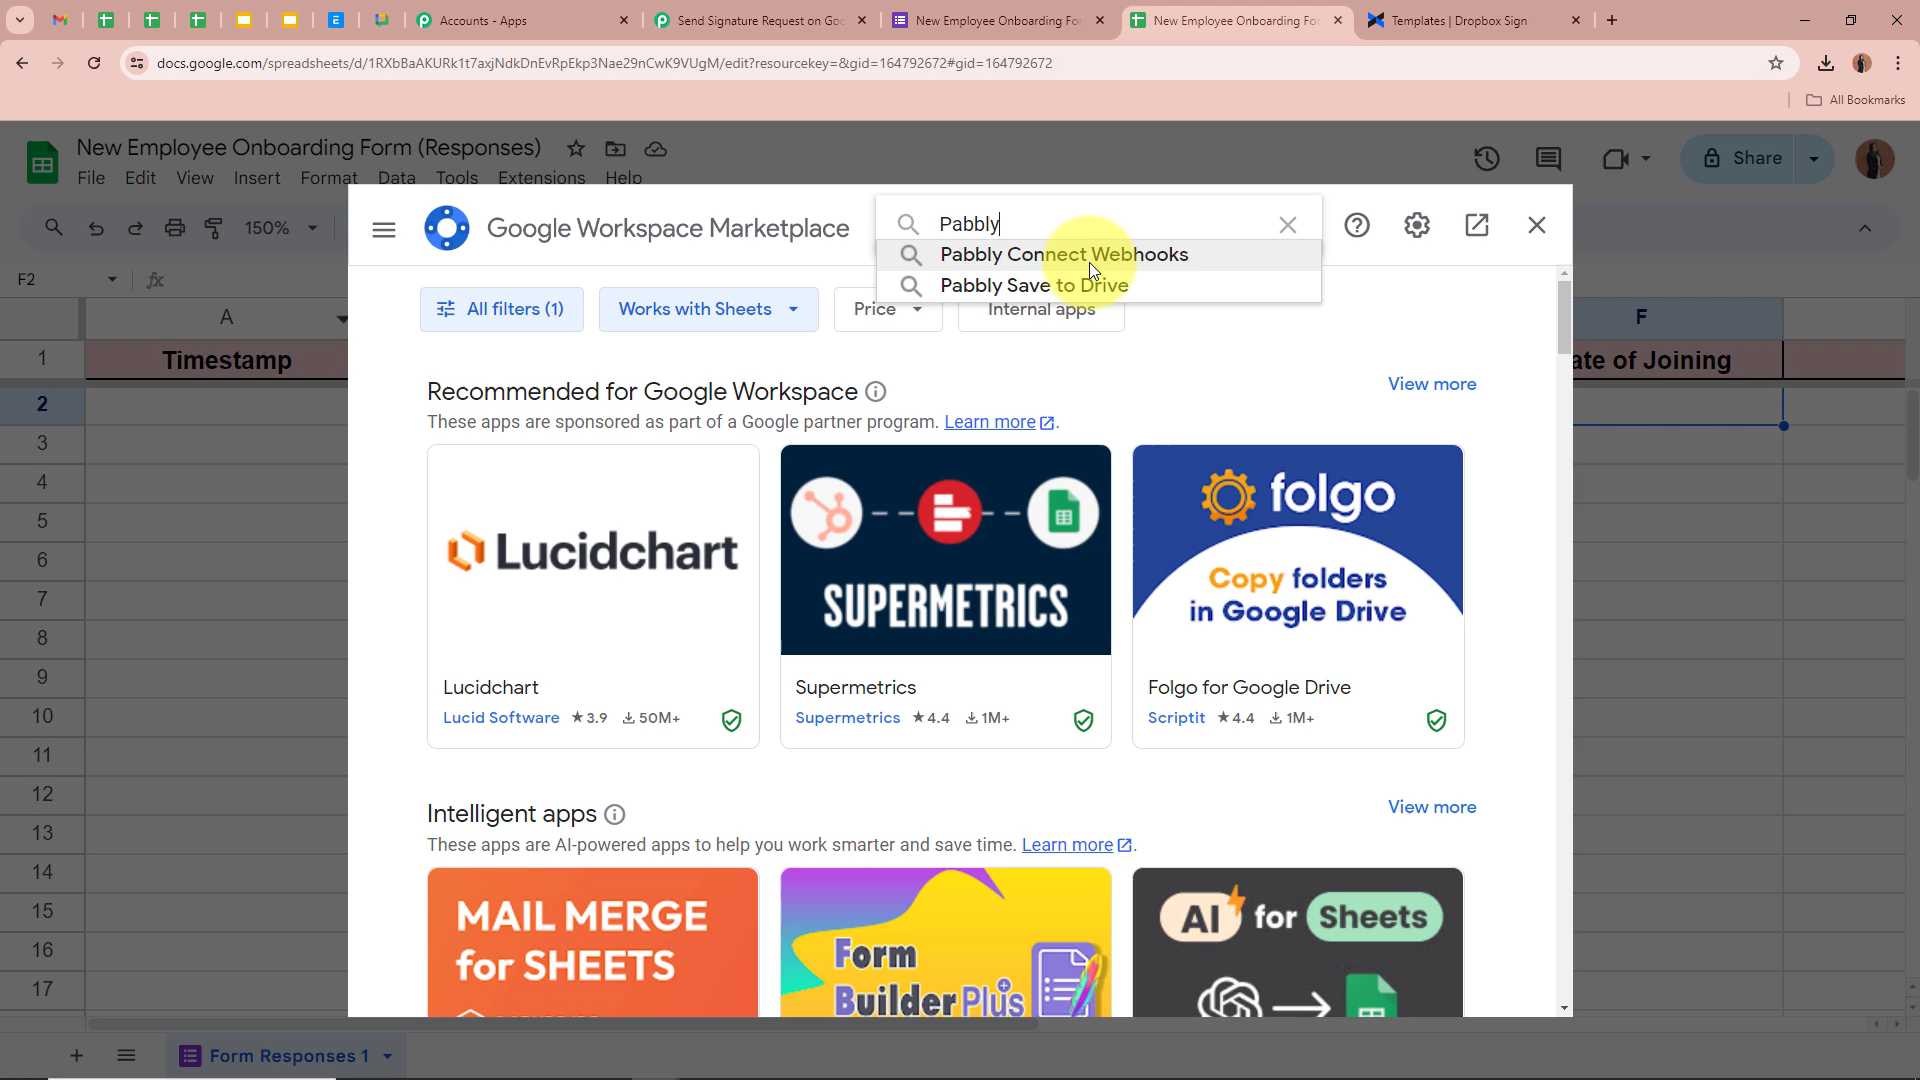 Accounts - Apps
Send Signature Request on Goo
New Employee Onboarding For
New Employee Onboarding For
Templates | Dropbox Sign
docs.google.com/spreadsheets/d/1RXbBaAKURk1t7axjNdkDnEvRpEkp3Nae29nCwK9VUgM/edit?resourcekey=&gid=164792672#gid=164792672
All Bookmarks
New Employee Onboarding Form (Responses)
Share
File Edit View Insert Format Data Tools Extensions Help
150%
Google Workspace Marketplace
Pabbly
Pabbly Connect Webhooks
Pabbly Save to Drive
F2
fx
All filters (1)
Works with Sheets
Price
Internal apps
A
F
1
Timestamp
ate of Joining
Recommended for Google Workspace
View more
These apps are sponsored as part of a Google partner program. Learn more.
2
3
4
5
6
7
8
9
10
11
12
13
14
15
16
17
Lucidchart
SUPERMETRICS
folgo
Copy folders
in Google Drive
Lucidchart
Lucid Software 3.9 50M+
Supermetrics
Supermetrics 4.4 1M+
Folgo for Google Drive
Scriptit 4.4 1M+
Intelligent apps
View more
These apps are AI-powered apps to help you work smarter and save time. Learn more.
MAIL MERGE
for SHEETS
Form
Builder Plus
AI for Sheets
Form Responses 1